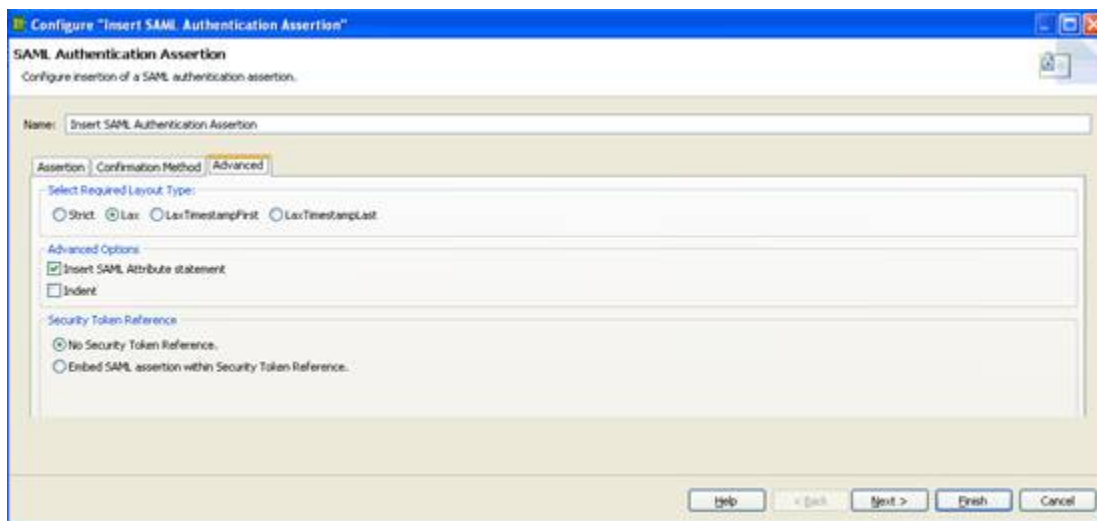 Configure "Insert SAML Authentication Assertion"
SAML Authentication Assertion
Configure insertion of a SAML authentication assertion.
Name: Insert SAML Authentication Assertion
Assertion Confirmation Method Advanced
Select Required Layout Type:
Strict Lax LaxTimestampFirst LaxTimestampLast
Advanced Options
Insert SAML Attribute statement
Indent
Security Token Reference
No Security Token Reference.
Embed SAML assertion within Security Token Reference.
Help < Back Next > Finish Cancel